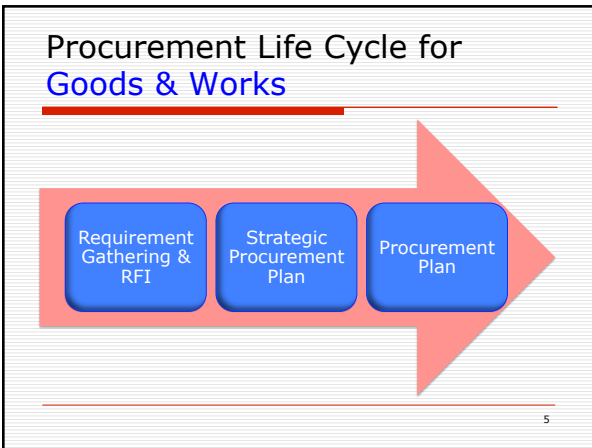 Procurement Life Cycle for
Goods & Works
Requirement
Gathering &
RFI
Strategic
Procurement
Plan
Procurement
Plan
5